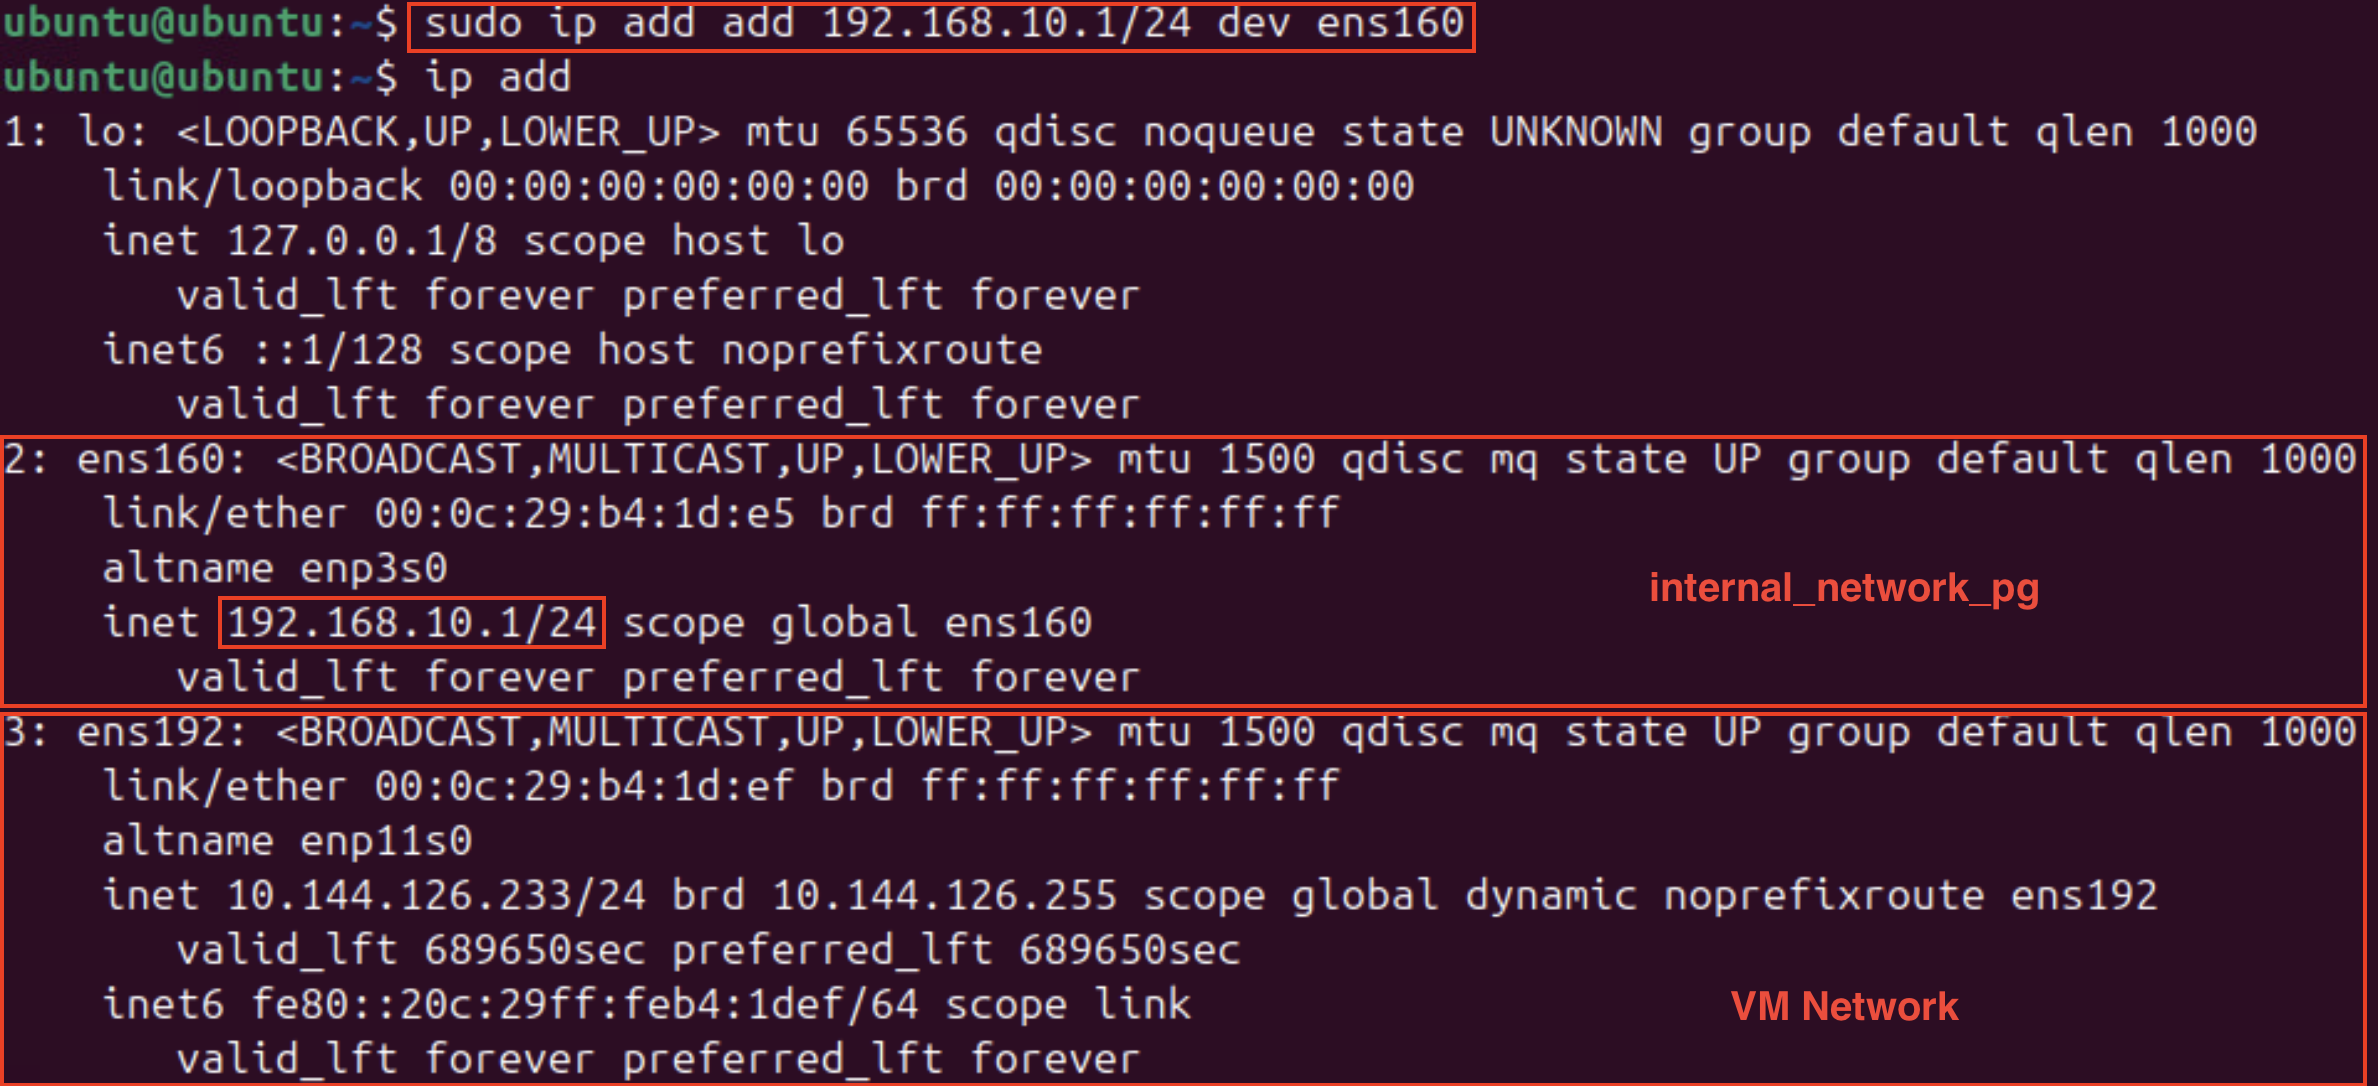 ubuntu@ubuntu:~$ sudo ip add add 192.168.10.1/24 dev ens160
ubuntu@ubuntu:~$ ip add
1: lo: <LOOPBACK,UP,LOWER_UP> mtu 65536 qdisc noqueue state UNKNOWN group default qlen 1000
    link/loopback 00:00:00:00:00:00 brd 00:00:00:00:00:00
    inet 127.0.0.1/8 scope host lo
       valid_lft forever preferred_lft forever
    inet6 ::1/128 scope host noprefixroute
       valid_lft forever preferred_lft forever
2: ens160: <BROADCAST,MULTICAST,UP,LOWER_UP> mtu 1500 qdisc mq state UP group default qlen 1000
    link/ether 00:0c:29:b4:1d:e5 brd ff:ff:ff:ff:ff:ff
    altname enp3s0
internal_network_pg
    inet 192.168.10.1/24 scope global ens160
       valid_lft forever preferred_lft forever
3: ens192: <BROADCAST,MULTICAST,UP,LOWER_UP> mtu 1500 qdisc mq state UP group default qlen 1000
    link/ether 00:0c:29:b4:1d:ef brd ff:ff:ff:ff:ff:ff
    altname enp11s0
    inet 10.144.126.233/24 brd 10.144.126.255 scope global dynamic noprefixroute ens192
       valid_lft 689650sec preferred_lft 689650sec
    inet6 fe80::20c:29ff:feb4:1def/64 scope link
VM Network
       valid_lft forever preferred_lft forever